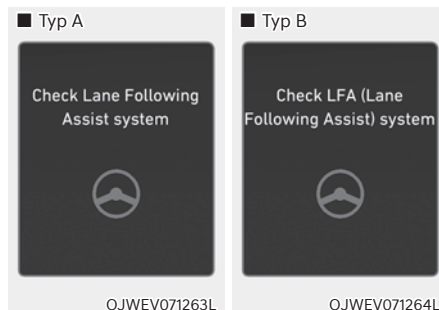 ■ Typ A
Check Lane Following
Assist system
OJWEV071263L
■ Typ B
Check LFA (Lane
Following Assist) system
OJWEV071264L